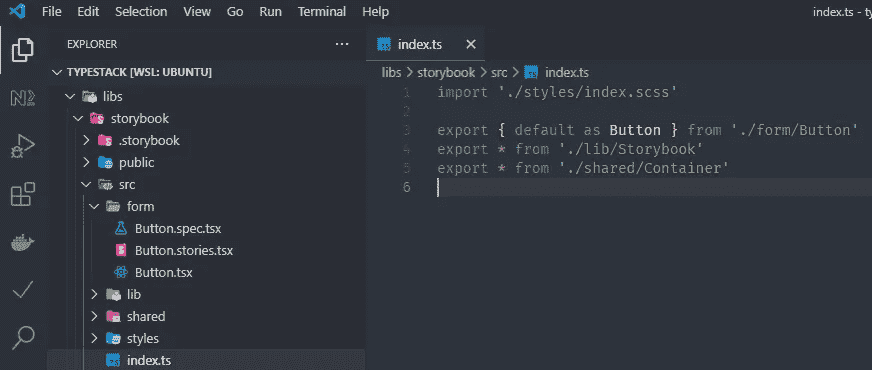 File Edit Selection View Go Run Terminal Help
index.ts - ty
EXPLORER
TYPESTACK [WSL: UBUNTU]
libs
storybook
.storybook
public
src
form
Button.spec.tsx
Button.stories.tsx
Button.tsx
lib
shared
styles
index.ts
index.ts
libs > storybook > src > index.ts
1 import './styles/index.scss'
2
3 export { default as Button } from './form/Button'
4 export * from './lib/Storybook'
5 export * from './shared/Container'
6